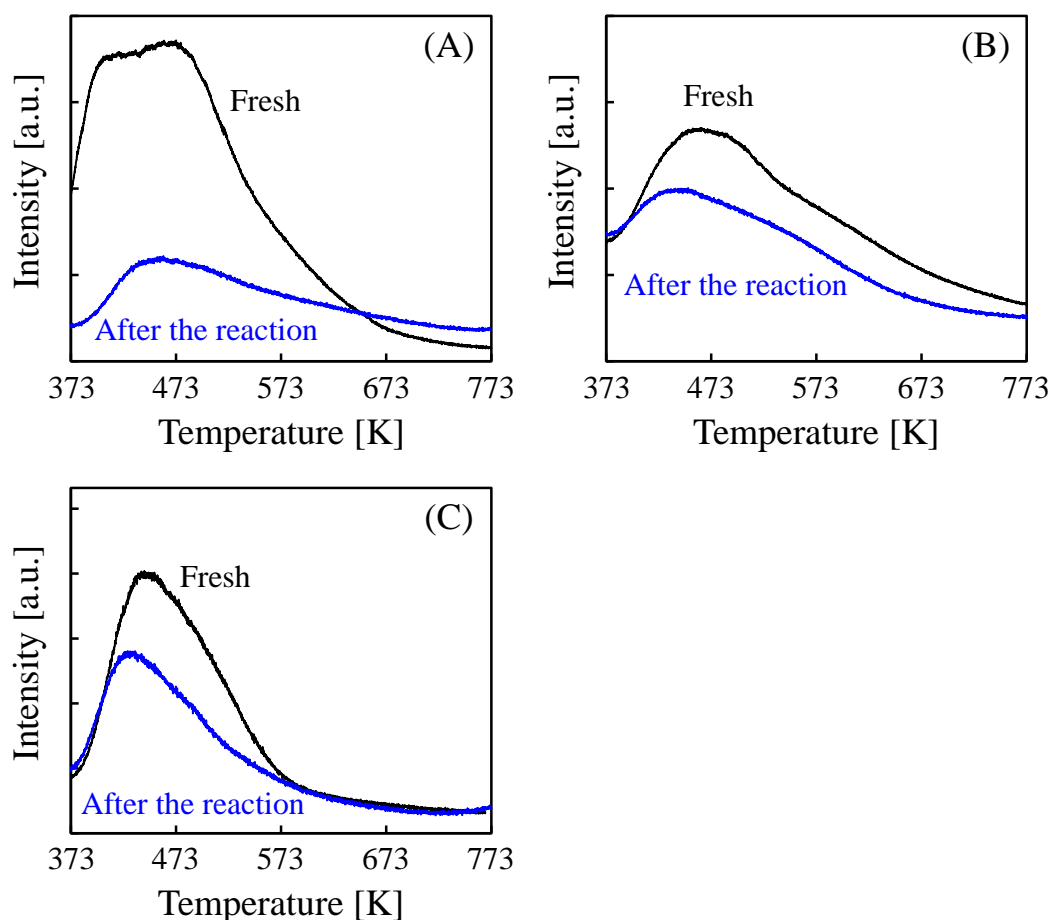 (A)
Fresh
After the reaction
Intensity [a.u.]
373 473 573 673 773
Temperature [K]
(B)
Fresh
After the reaction
Intensity [a.u.]
373 473 573 673 773
Temperature [K]
(C)
Fresh
After the reaction
Intensity [a.u.]
373 473 573 673 773
Temperature [K]